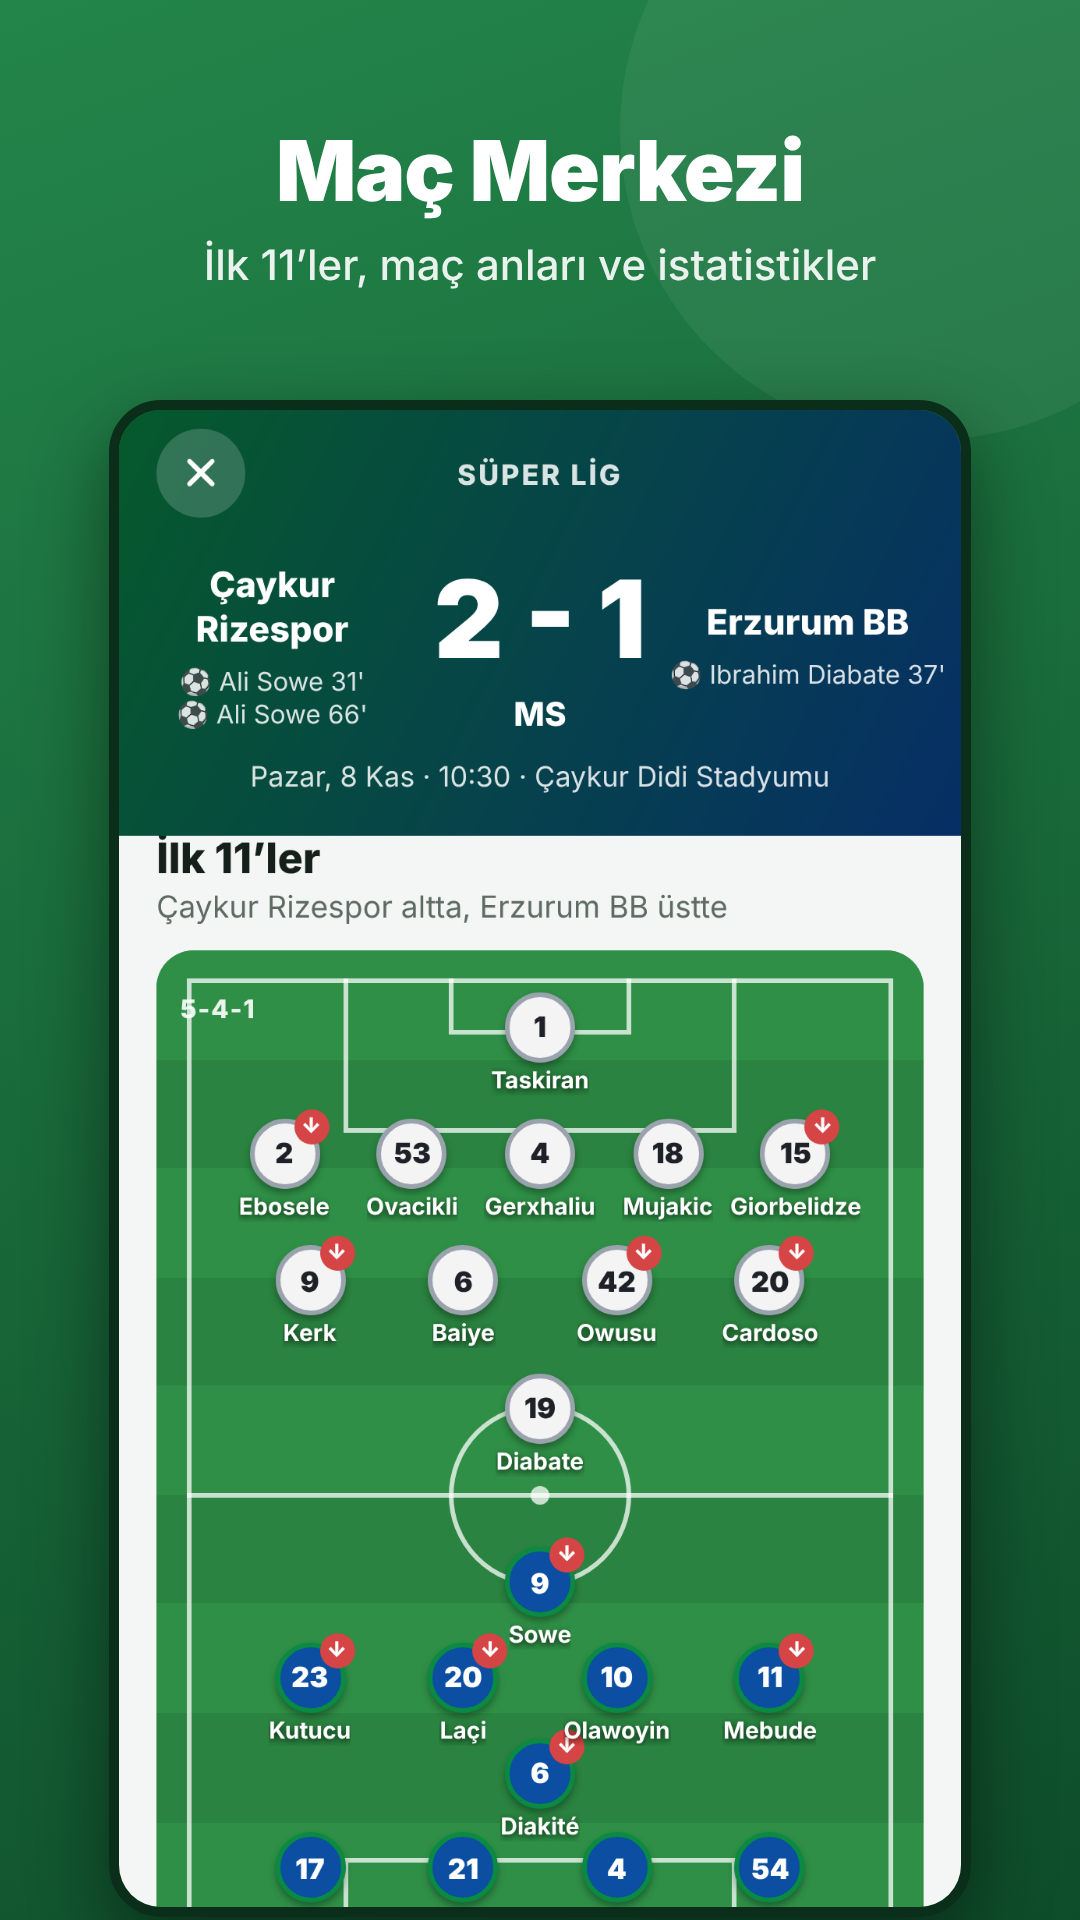 Maç Merkezi
İlk 11’ler, maç anları ve istatistikler
SÜPER LİG
Çaykur
Rizespor
2 - 1
Erzurum BB
Ali Sowe 31'
Ali Sowe 66'
Ibrahim Diabate 37'
MS
Pazar, 8 Kas · 10:30 · Çaykur Didi Stadyumu
İlk 11’ler
Çaykur Rizespor altta, Erzurum BB üstte
5-4-1
1
Taskiran
2 53 4 18 15
Ebosele Ovacikli Gerxhaliu Mujakic Giorbelidze
9 6 42 20
Kerk Baiye Owusu Cardoso
19
Diabate
9
Sowe
23 20 10 11
Kutucu Laçi Olawoyin Mebude
6
Diakité
17 21 4 54